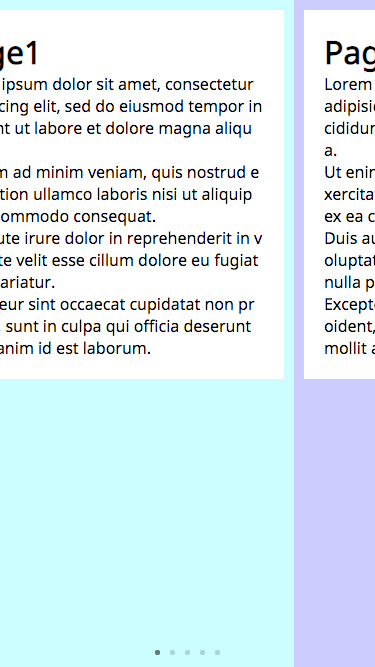 ge1
ipsum dolor sit amet, consectetur
cing elit, sed do eiusmod tempor in
nt ut labore et dolore magna aliqu
m ad minim veniam, quis nostrud e
tion ullamco laboris nisi ut aliquip
ommodo consequat.
ute irure dolor in reprehenderit in v
te velit esse cillum dolore eu fugiat
ariatur.
eur sint occaecat cupidatat non pr
, sunt in culpa qui officia deserunt
anim id est laborum.
Pag
Lorem
adipisi
cididun
a.
Ut enim
xercita
ex ea c
Duis au
oluptat
nulla p
Except
oident,
mollit a